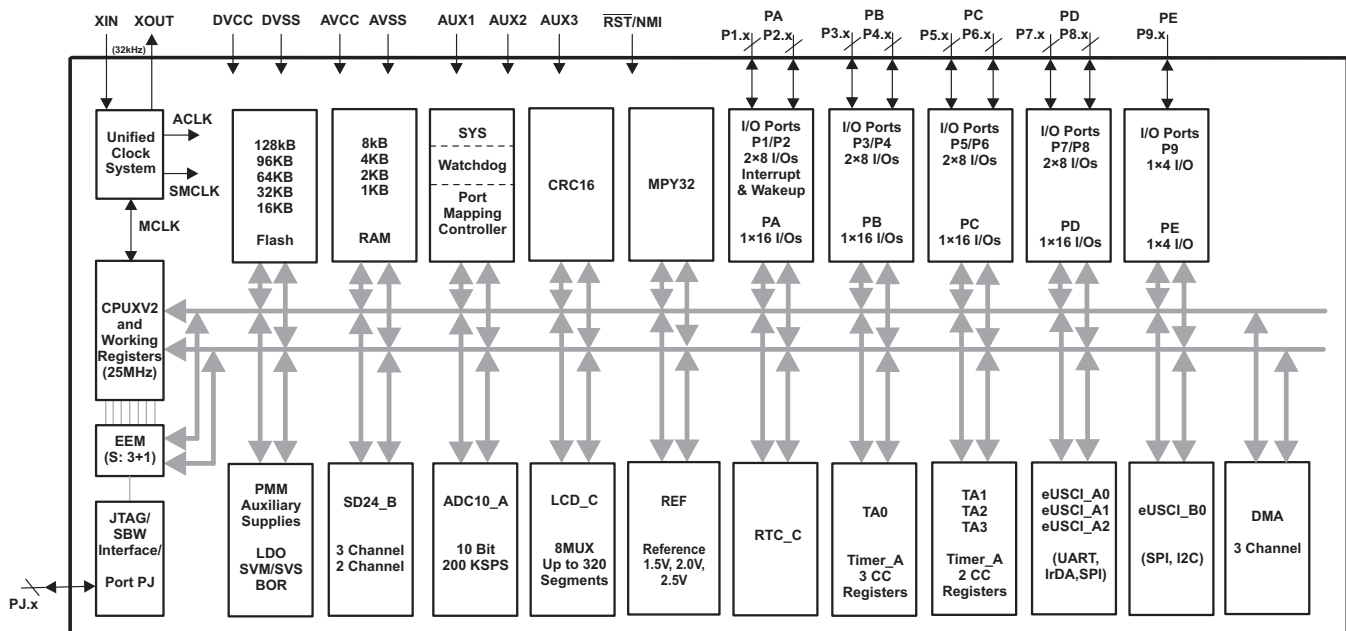 XIN XOUT
(32kHz)
DVCC DVSS AVCC AVSS AUX1 AUX2 AUX3 RST/NMI
PA
P1.x P2.x
PB
P3.x P4.x
PC
P5.x P6.x
PD
P7.x P8.x
PE
P9.x
Unified
Clock
System
ACLK
SMCLK
MCLK
128kB
96KB
64KB
32KB
16KB
Flash
8kB
4KB
2KB
1KB
RAM
SYS
Watchdog
Port
Mapping
Controller
CRC16
MPY32
I/O Ports
P1/P2
2×8 I/Os
Interrupt
& Wakeup
PA
1×16 I/Os
I/O Ports
P3/P4
2×8 I/Os
PB
1×16 I/Os
I/O Ports
P5/P6
2×8 I/Os
PC
1×16 I/Os
I/O Ports
P7/P8
2×8 I/Os
PD
1×16 I/Os
I/O Ports
P9
1×4 I/O
PE
1×4 I/O
CPUXV2
and
Working
Registers
(25MHz)
EEM
(S: 3+1)
JTAG/
SBW
Interface/
Port PJ
PJ.x
PMM
Auxiliary
Supplies
LDO
SVM/SVS
BOR
SD24_B
3 Channel
2 Channel
ADC10_A
10 Bit
200 KSPS
LCD_C
8MUX
Up to 320
Segments
REF
Reference
1.5V, 2.0V,
2.5V
RTC_C
TA0
Timer_A
3 CC
Registers
TA1
TA2
TA3
Timer_A
2 CC
Registers
eUSCI_A0
eUSCI_A1
eUSCI_A2
(UART,
IrDA,SPI)
eUSCI_B0
(SPI, I2C)
DMA
3 Channel